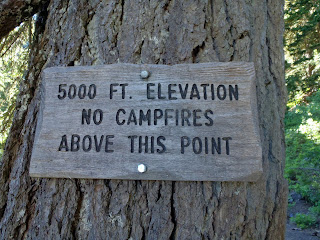 5000 FT. ELEVATION
NO CAMPFIRES
ABOVE THIS POINT